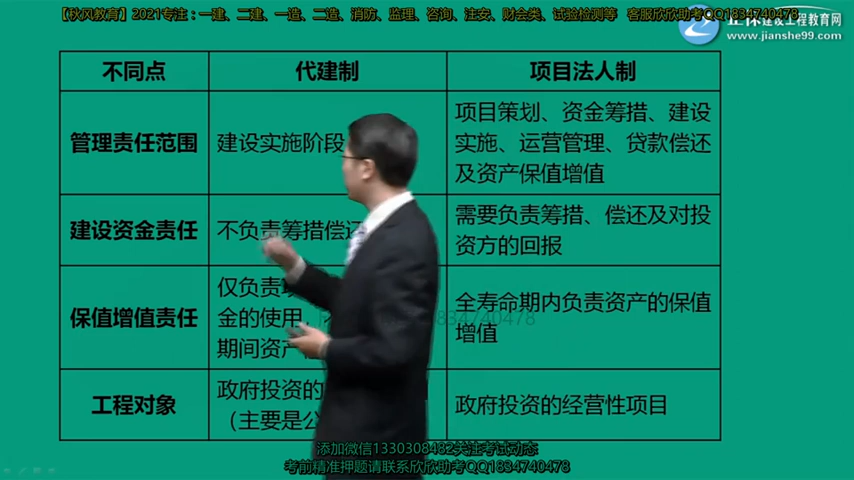 【秋风教育】2021专注：一建、二建、一造、二造、消防、监理、咨询、注安、财会类、试验检测等 客服欣欣助考QQ1834740478
正保建设工程教育网
www.jianshe99.com
不同点 代建制 项目法人制
管理责任范围 建设实施阶段 项目策划、资金筹措、建设
实施、运营管理、贷款偿还
及资产保值增值
建设资金责任 不负责筹措偿还 需要负责筹措、偿还及对投
资方的回报
保值增值责任 仅负责
金的使用，
期间资产
全寿命期内负责资产的保值
增值
834740478
工程对象 政府投资的
（主要是公
政府投资的经营性项目
添加微信1330308482关注考试动态
考前精准押题请联系欣欣助考QQ1834740478